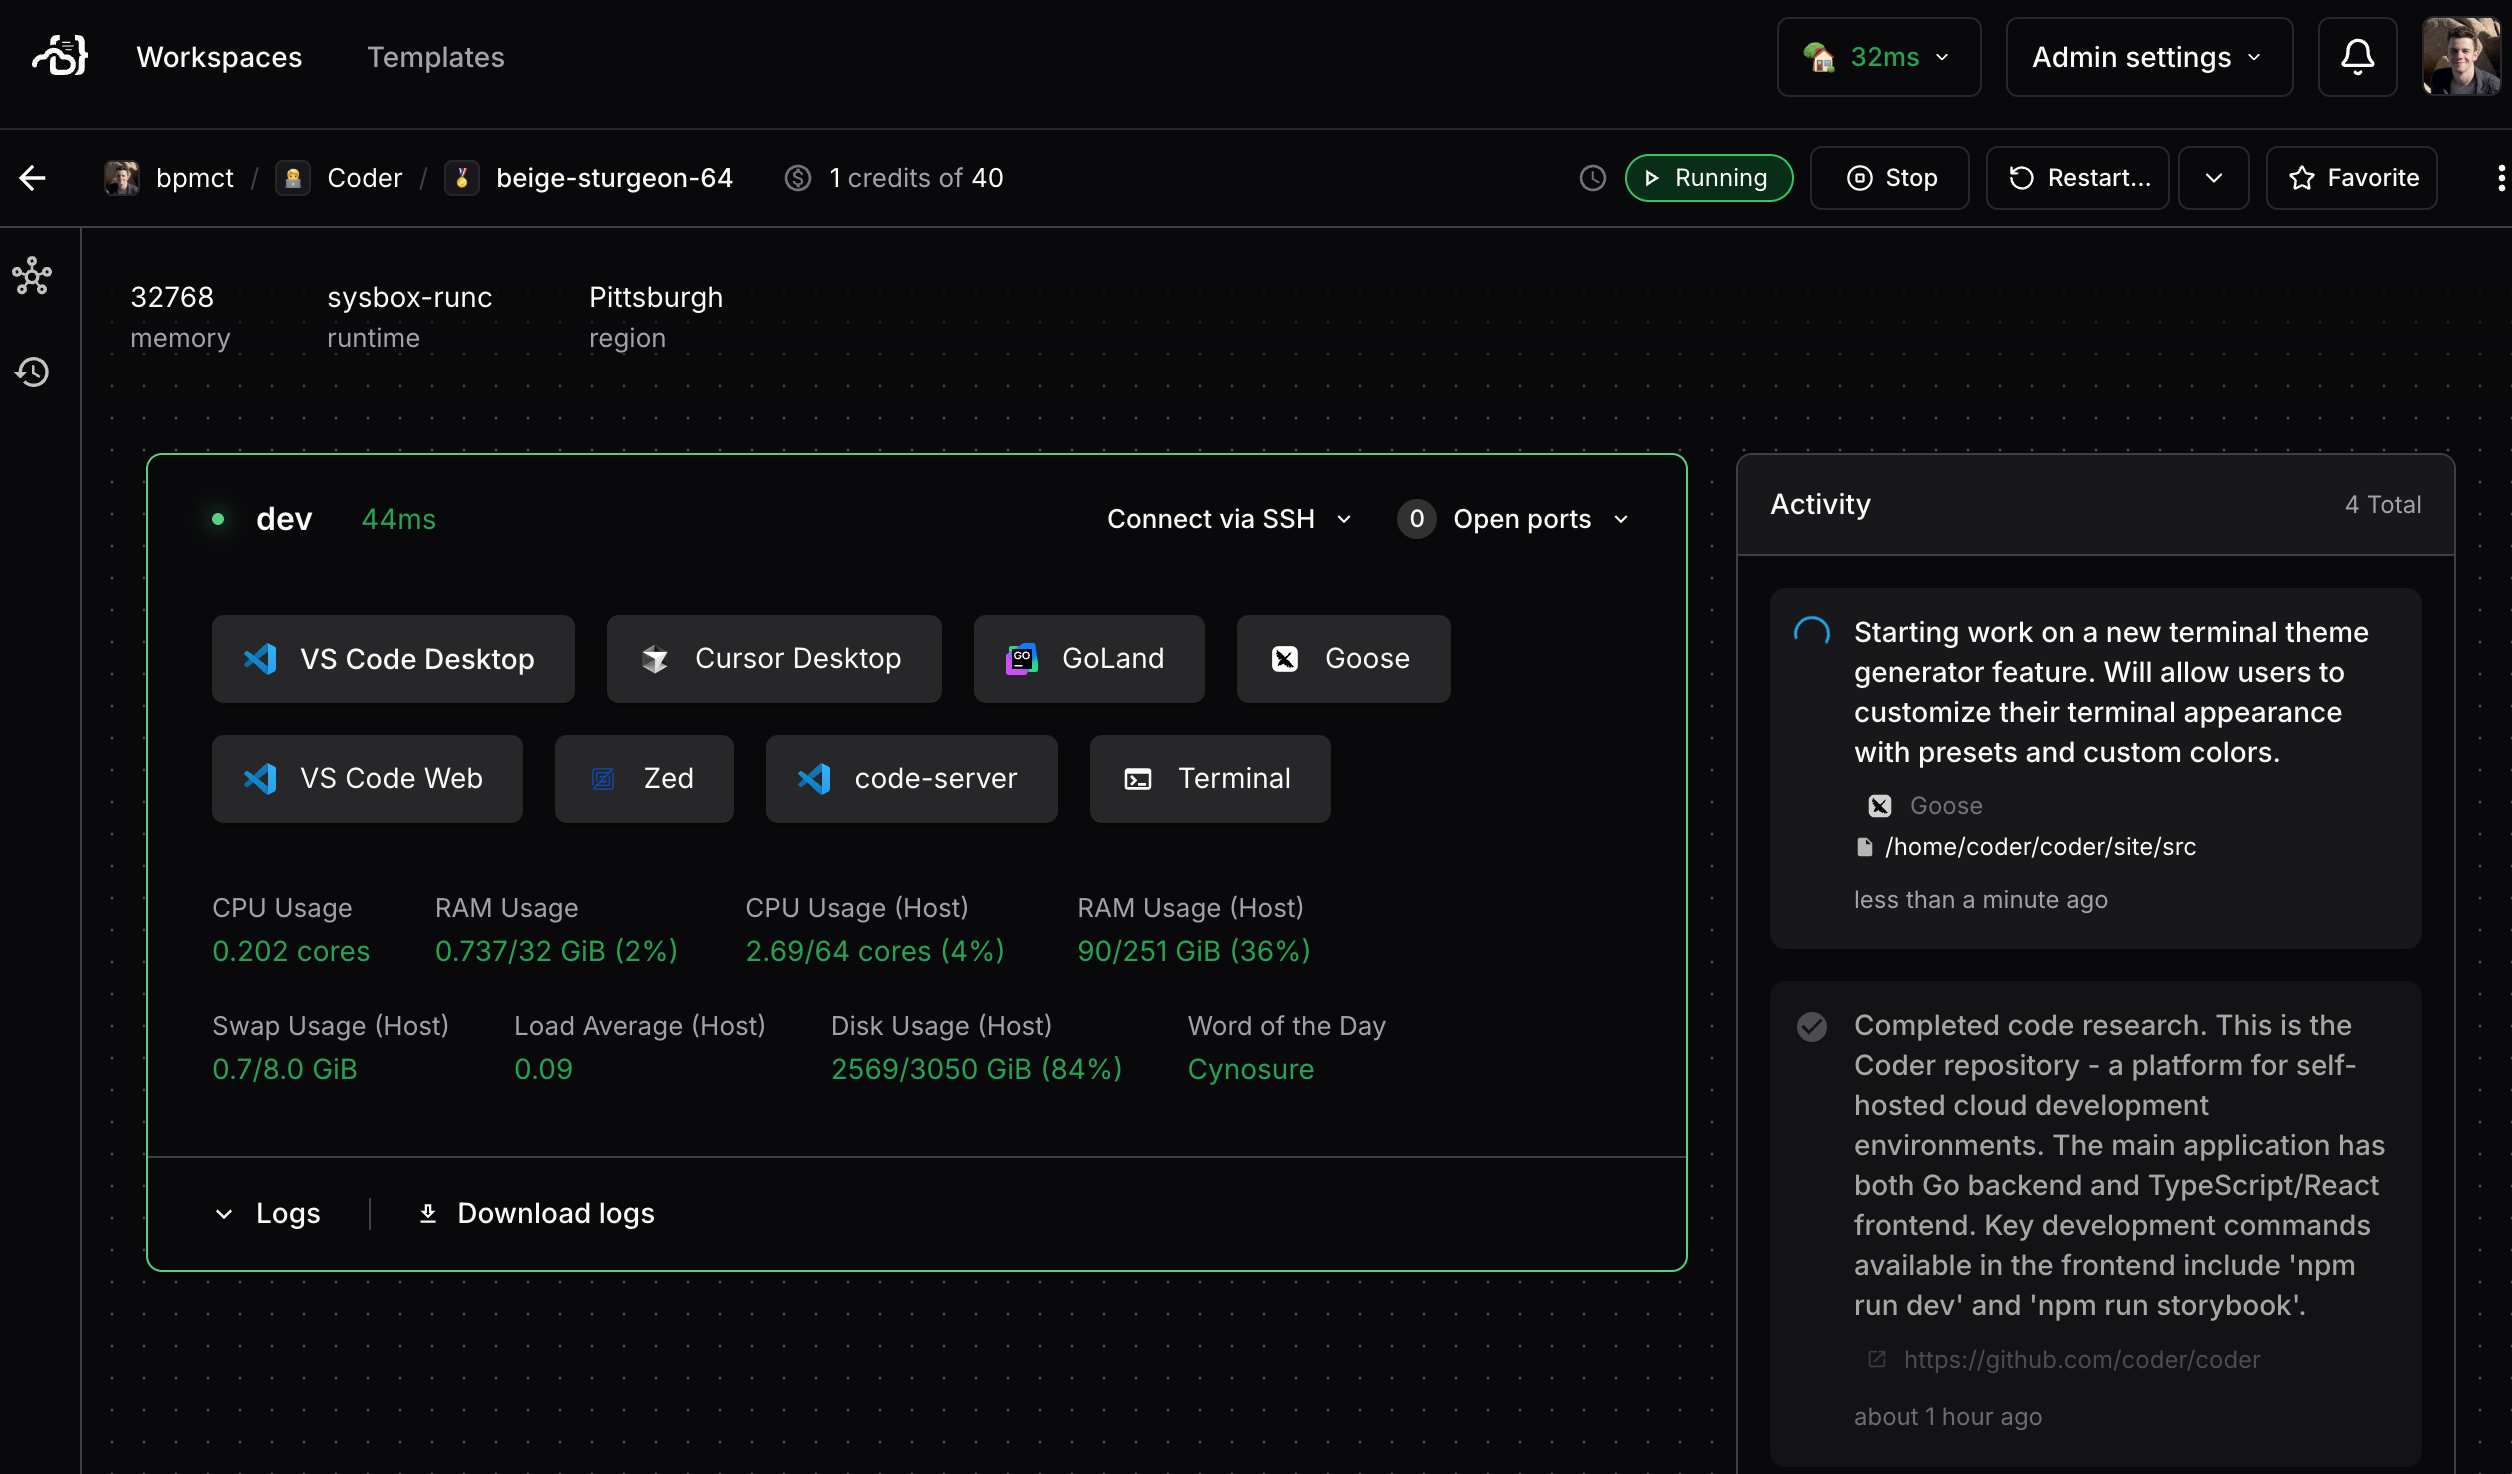 Workspaces
Templates
32ms
Admin settings
bpmct / Coder / beige-sturgeon-64
1 credits of 40
Running
Stop
Restart...
Favorite
32768
memory
sysbox-runc
runtime
Pittsburgh
region
dev
44ms
Connect via SSH
0 Open ports
VS Code Desktop
Cursor Desktop
GO
GoLand
Goose
VS Code Web
Zed
code-server
Terminal
CPU Usage
0.202 cores
RAM Usage
0.737/32 GiB (2%)
CPU Usage (Host)
2.69/64 cores (4%)
RAM Usage (Host)
90/251 GiB (36%)
Swap Usage (Host)
0.7/8.0 GiB
Load Average (Host)
0.09
Disk Usage (Host)
2569/3050 GiB (84%)
Word of the Day
Cynosure
Logs
Download logs
Activity
4 Total
Starting work on a new terminal theme
generator feature. Will allow users to
customize their terminal appearance
with presets and custom colors.
Goose
/home/coder/coder/site/src
less than a minute ago
Completed code research. This is the
Coder repository - a platform for self-
hosted cloud development
environments. The main application has
both Go backend and TypeScript/React
frontend. Key development commands
available in the frontend include 'npm
run dev' and 'npm run storybook'.
https://github.com/coder/coder
about 1 hour ago